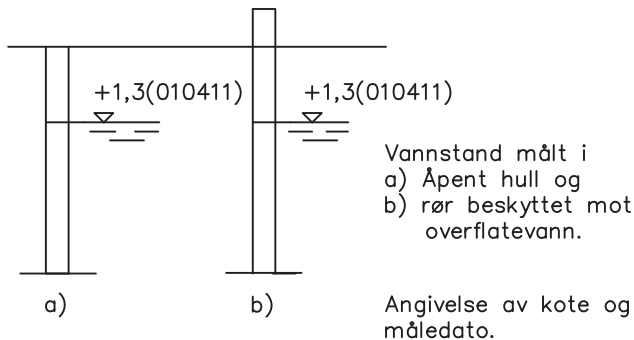 +1,3(010411)
+1,3(010411)
Vannstand målt i
a) Åpent hull og
b) rør beskyttet mot
overflatevann.
a)
b)
Angivelse av kote og
måledato.